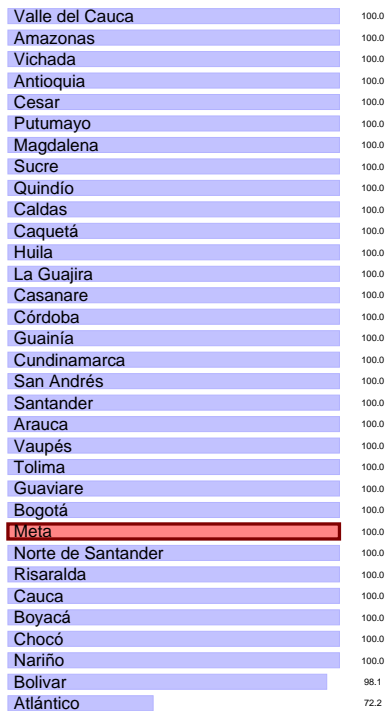 Valle del Cauca 100.0
Amazonas 100.0
Vichada 100.0
Antioquia 100.0
Cesar 100.0
Putumayo 100.0
Magdalena 100.0
Sucre 100.0
Quindío 100.0
Caldas 100.0
Caquetá 100.0
Huila 100.0
La Guajira 100.0
Casanare 100.0
Córdoba 100.0
Guainía 100.0
Cundinamarca 100.0
San Andrés 100.0
Santander 100.0
Arauca 100.0
Vaupés 100.0
Tolima 100.0
Guaviare 100.0
Bogotá 100.0
Meta 100.0
Norte de Santander 100.0
Risaralda 100.0
Cauca 100.0
Boyacá 100.0
Chocó 100.0
Nariño 100.0
Bolivar 98.1
Atlántico 72.2